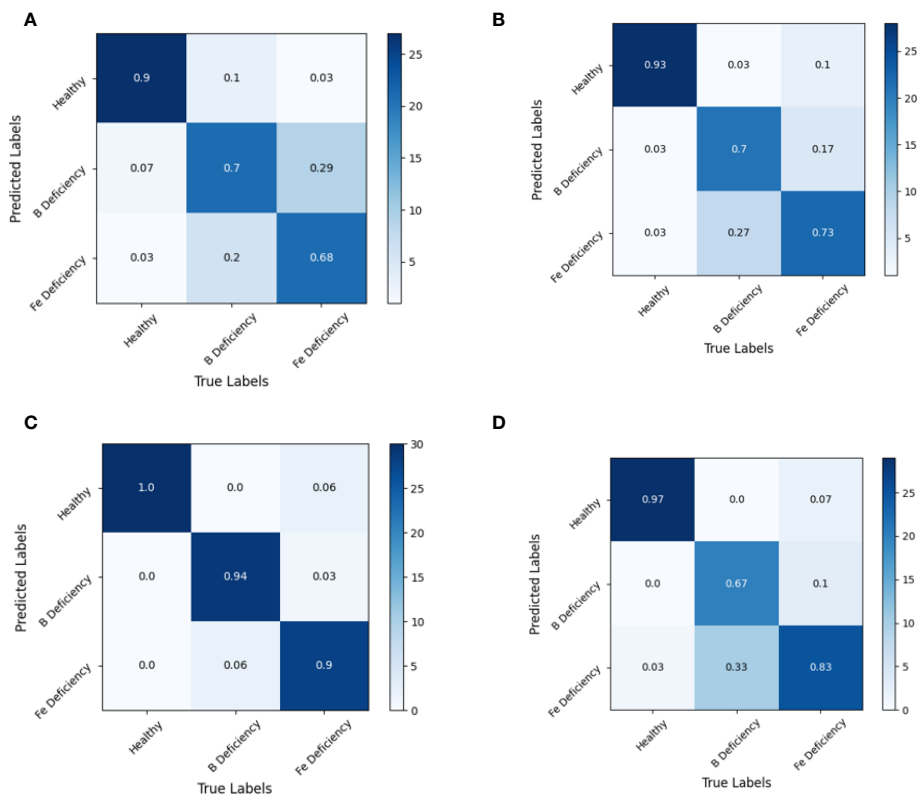 A
Healthy
B Deficiency
Fe Deficiency
Predicted Labels
0.9 0.1 0.03
0.07 0.7 0.29
0.03 0.2 0.68
Healthy B Deficiency Fe Deficiency
True Labels
25
20
15
10
5
B
Healthy
B Deficiency
Fe Deficiency
Predicted Labels
0.93 0.03 0.1
0.03 0.7 0.17
0.03 0.27 0.73
Healthy B Deficiency Fe Deficiency
True Labels
25
20
15
10
5
C
Healthy
B Deficiency
Fe Deficiency
Predicted Labels
1.0 0.0 0.06
0.0 0.94 0.03
0.0 0.06 0.9
Healthy B Deficiency Fe Deficiency
True Labels
30
25
20
15
10
5
0
D
Healthy
B Deficiency
Fe Deficiency
Predicted Labels
0.97 0.0 0.07
0.0 0.67 0.1
0.03 0.33 0.83
Healthy B Deficiency Fe Deficiency
True Labels
25
20
15
10
5
0